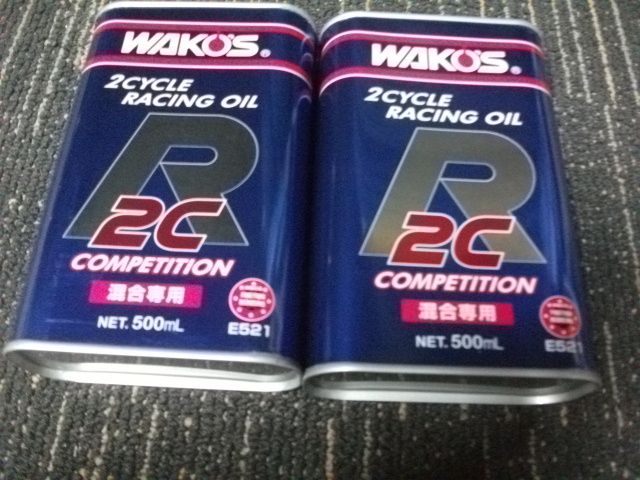 WAKO'S®
2CYCLE
RACING OIL
R
2C
COMPETITION
混合専用
NET. 500mL
E521
WAKO'S®
2CYCLE
RACING OIL
R
2C
COMPETITION
混合専用
NET. 500mL
E521